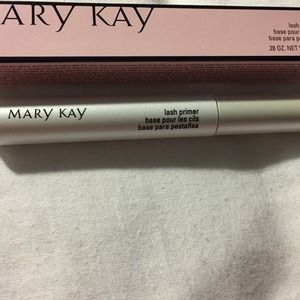 MARY KAY
lash
base pour
base para p
.28 OZ. NET
MARY KAY
lash primer
base pour les cils
base para pestañas